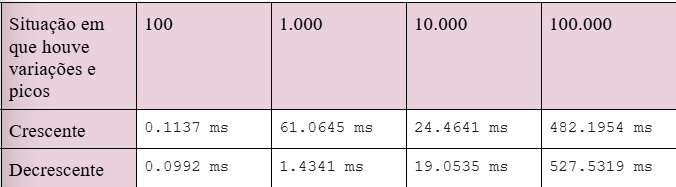 Situação em que houve variações e picos 100 1.000 10.000 100.000
Crescente 0.1137 ms 61.0645 ms 24.4641 ms 482.1954 ms
Decrescente 0.0992 ms 1.4341 ms 19.0535 ms 527.5319 ms